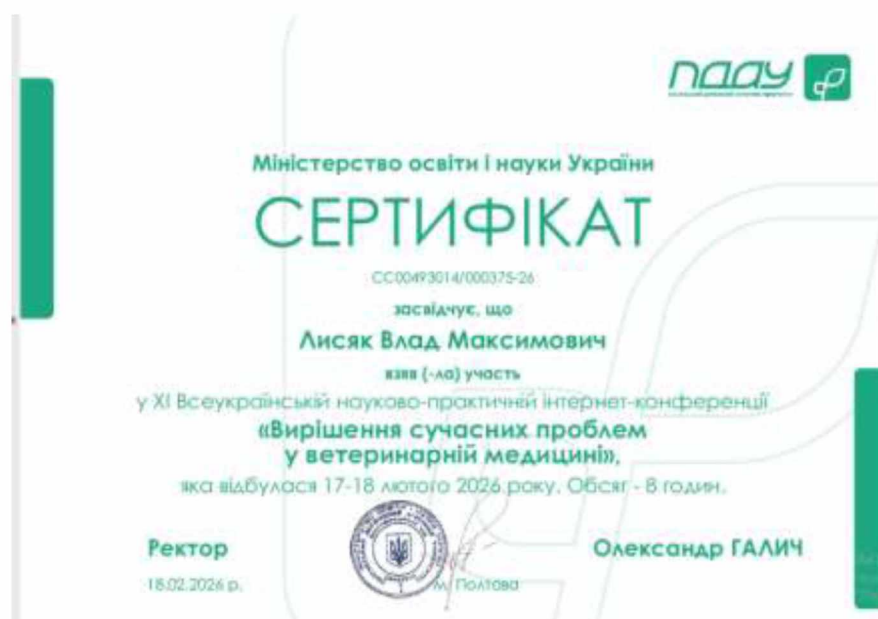 ПДАУ
Міністерство освіти і науки України
СЕРТИФІКАТ
СС00493014/000375-26
засвідчує, що
Лисяк Влад Максимович
взяв (-ла) участь
у XI Всеукраїнській науково-практичній інтернет-конференції
«Вирішення сучасних проблем
у ветеринарній медицині»,
яка відбулася 17-18 лютого 2026 року. Обсяг - 8 годин.
Ректор
Олександр ГАЛИЧ
18.02.2026 р.
м. Полтава